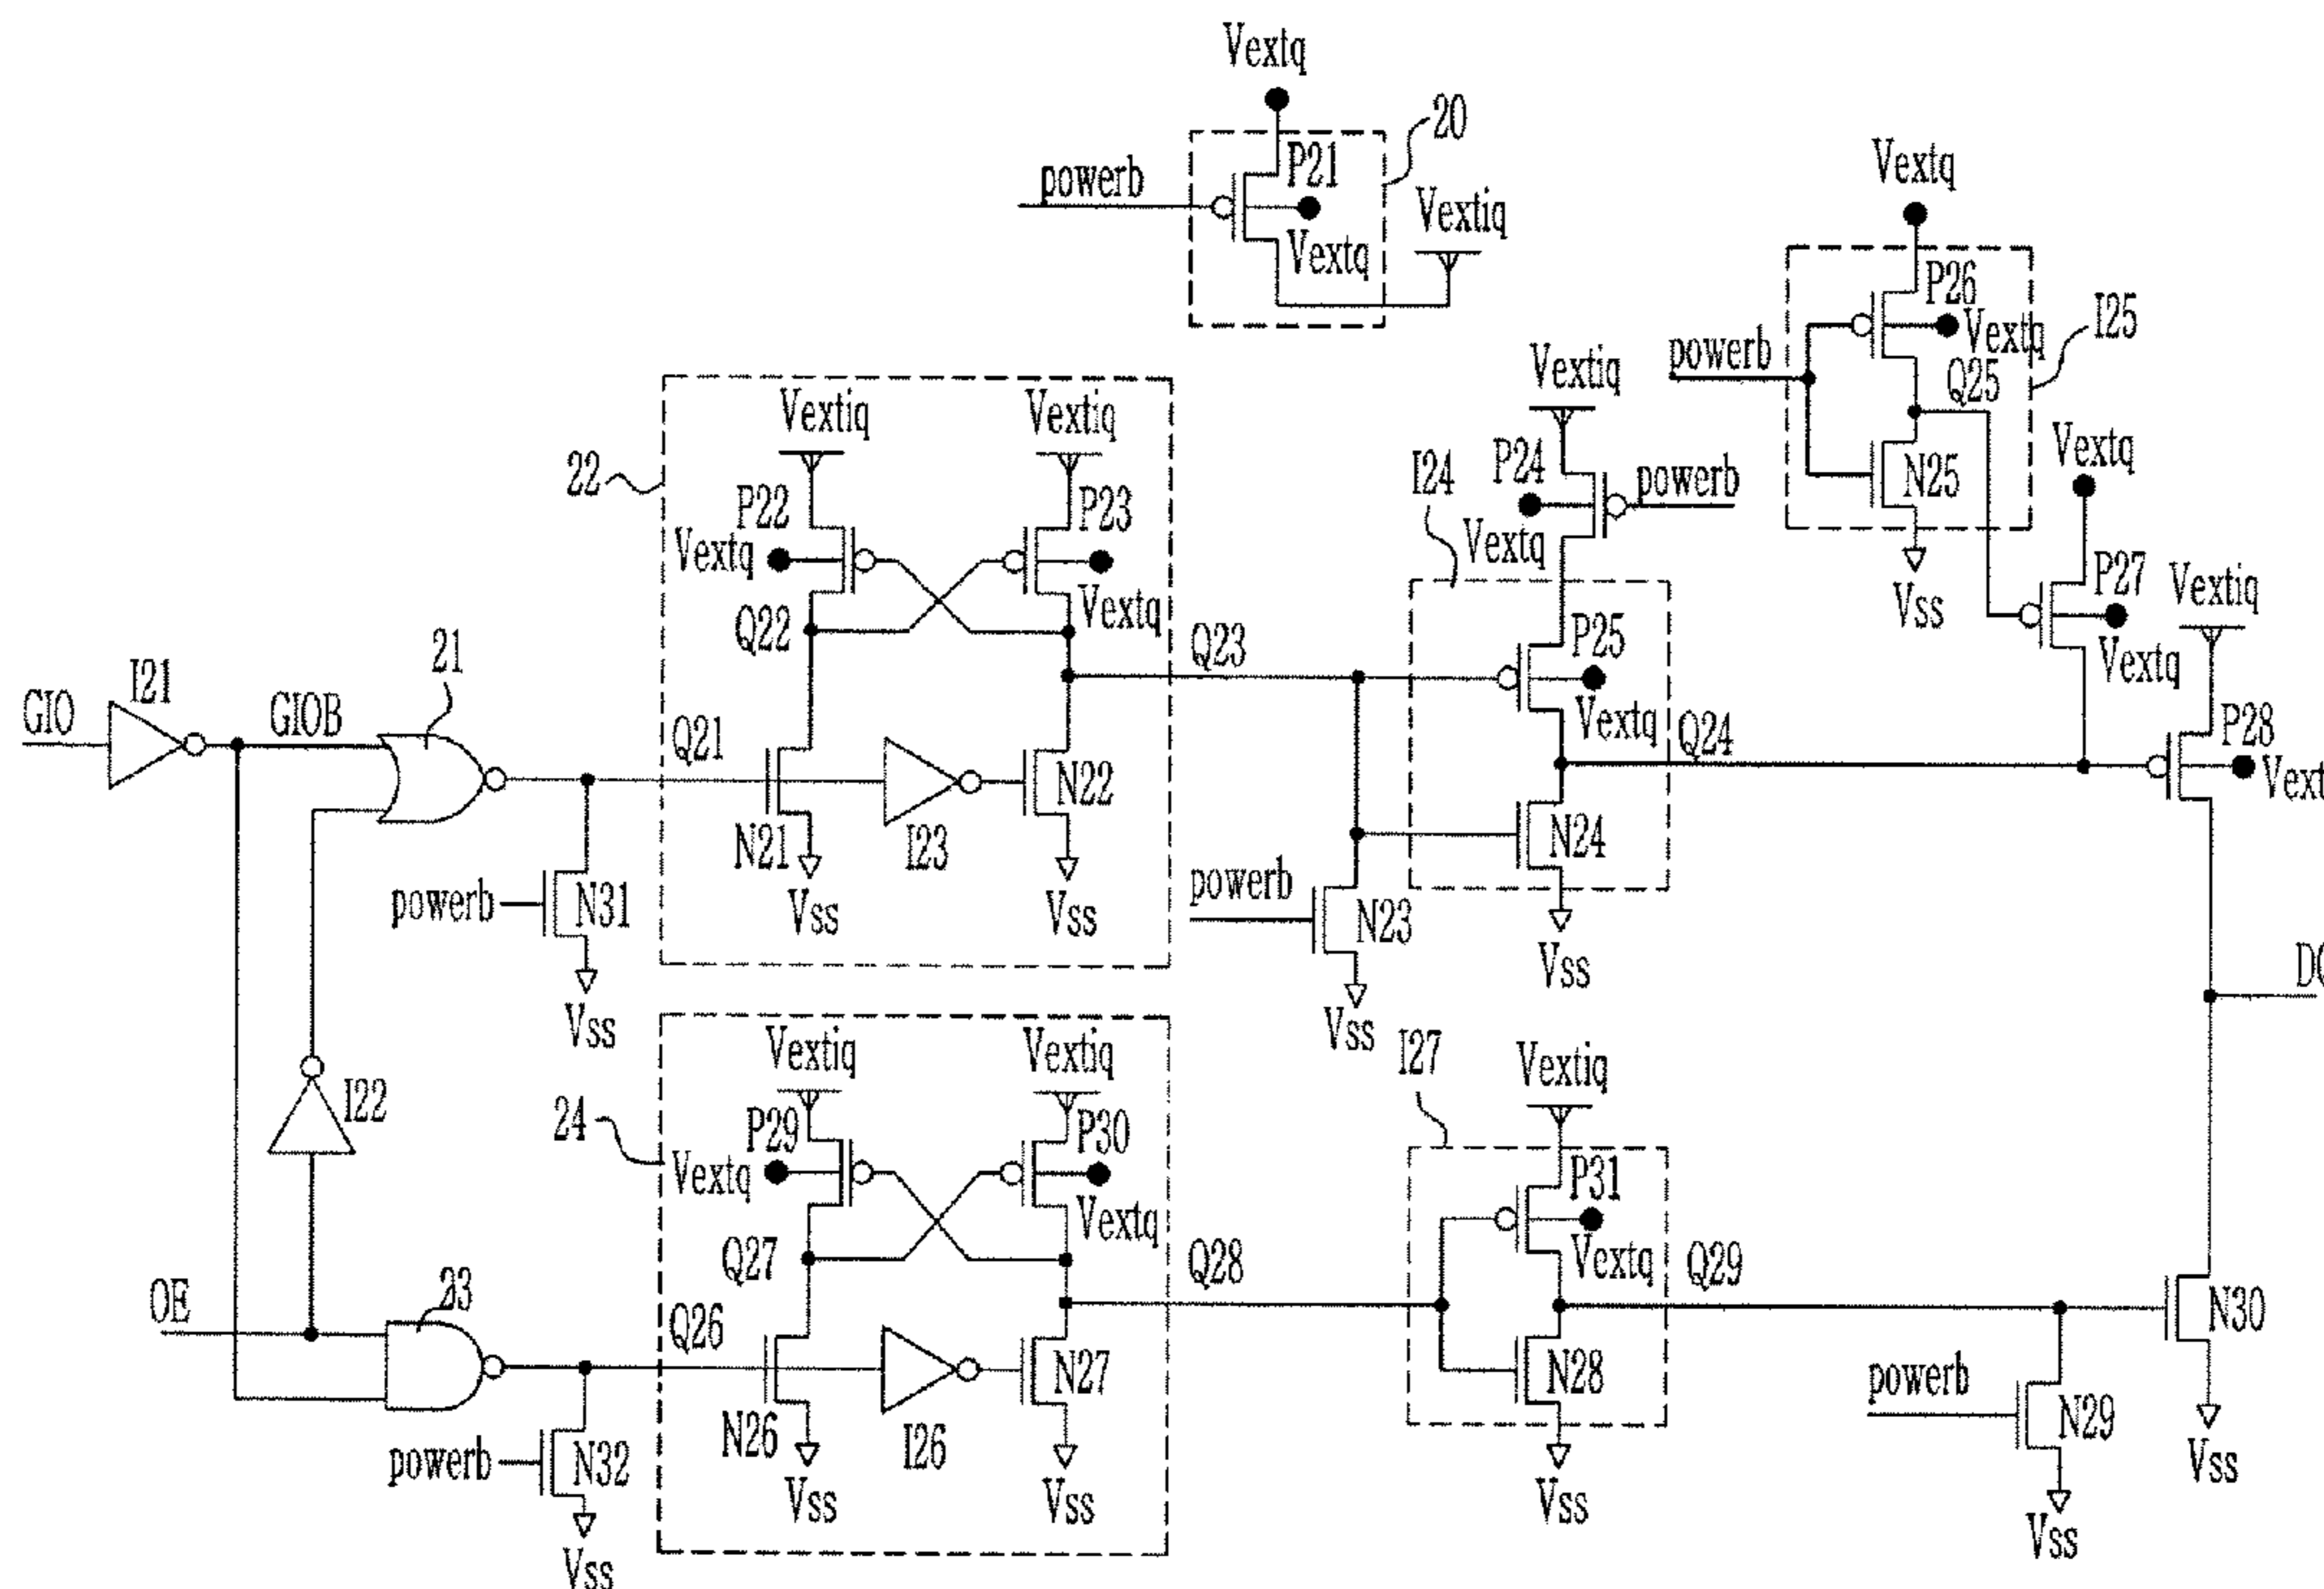 Vextq
20
powerb
P21
Vextq
Vextiq
Vextq
P26
Vextq
I25
powerb
Q25
N25
Vss
Vextq
P27
Vextq
Vextiq
P28
22
Vextiq
Vextiq
P22
P23
Vextq
Vextq
Q22
Q23
Vextiq
P24
powerb
I24
Vextq
P25
Vextq
Q24
GIO
I21
GIOB
21
Q21
N21
I23
N22
Vss
Vss
powerb
N31
Vss
powerb
N23
Vss
N24
Vss
I22
24
Vextiq
Vextiq
P29
P30
Vextq
Vextq
Q27
Q28
I27
Vextiq
P31
Vextq
Q29
OE
23
Q26
N26
I26
N27
Vss
Vss
N28
Vss
powerb
N32
Vss
powerb
N29
Vss
N30
Vss